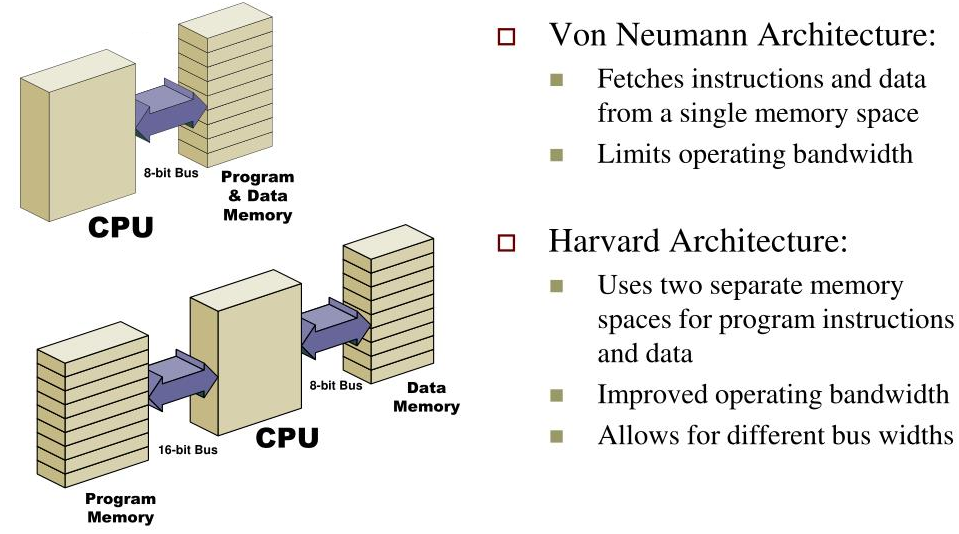 8-bit Bus
Program
& Data
Memory
CPU
Von Neumann Architecture:
Fetches instructions and data
from a single memory space
Limits operating bandwidth
8-bit Bus
Data
Memory
CPU
16-bit Bus
Program
Memory
Harvard Architecture:
Uses two separate memory
spaces for program instructions
and data
Improved operating bandwidth
Allows for different bus widths